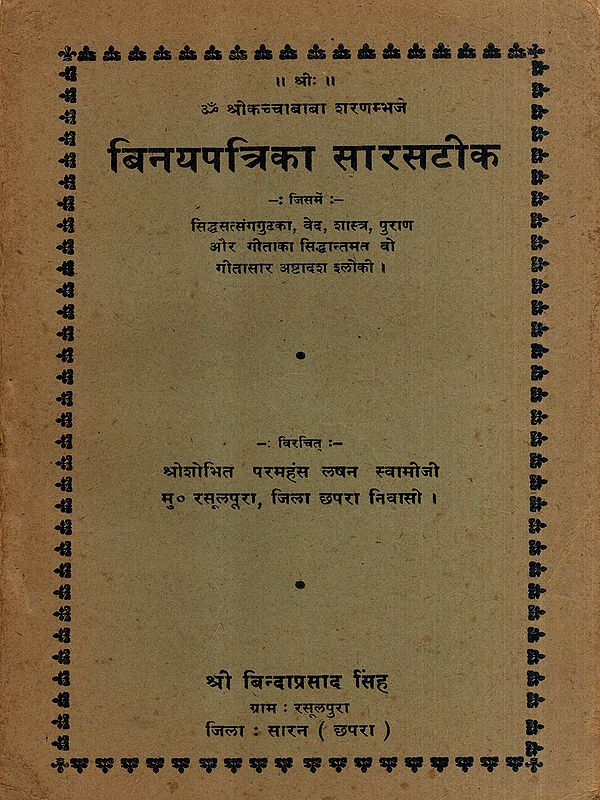 ॥ श्रीः ॥
ॐ श्रीकच्चाबाबा शरणम्भजे
बिनयपत्रिका सारसटीक
-: जिसमें :-
सिद्धसत्संगगुटका, वेद, शास्त्र, पुराण
और गीताका सिद्धान्तमत वो
गीतासार अष्टादश श्लोकी ।
-: विरचित् :-
श्रीशोभित परमहंस लषन स्वामीजी
मु० रसूलपूरा, जिला छपरा निवासी ।
श्री बिन्दाप्रसाद सिंह
ग्राम : रसूलपुरा
जिला : सारन ( छपरा )